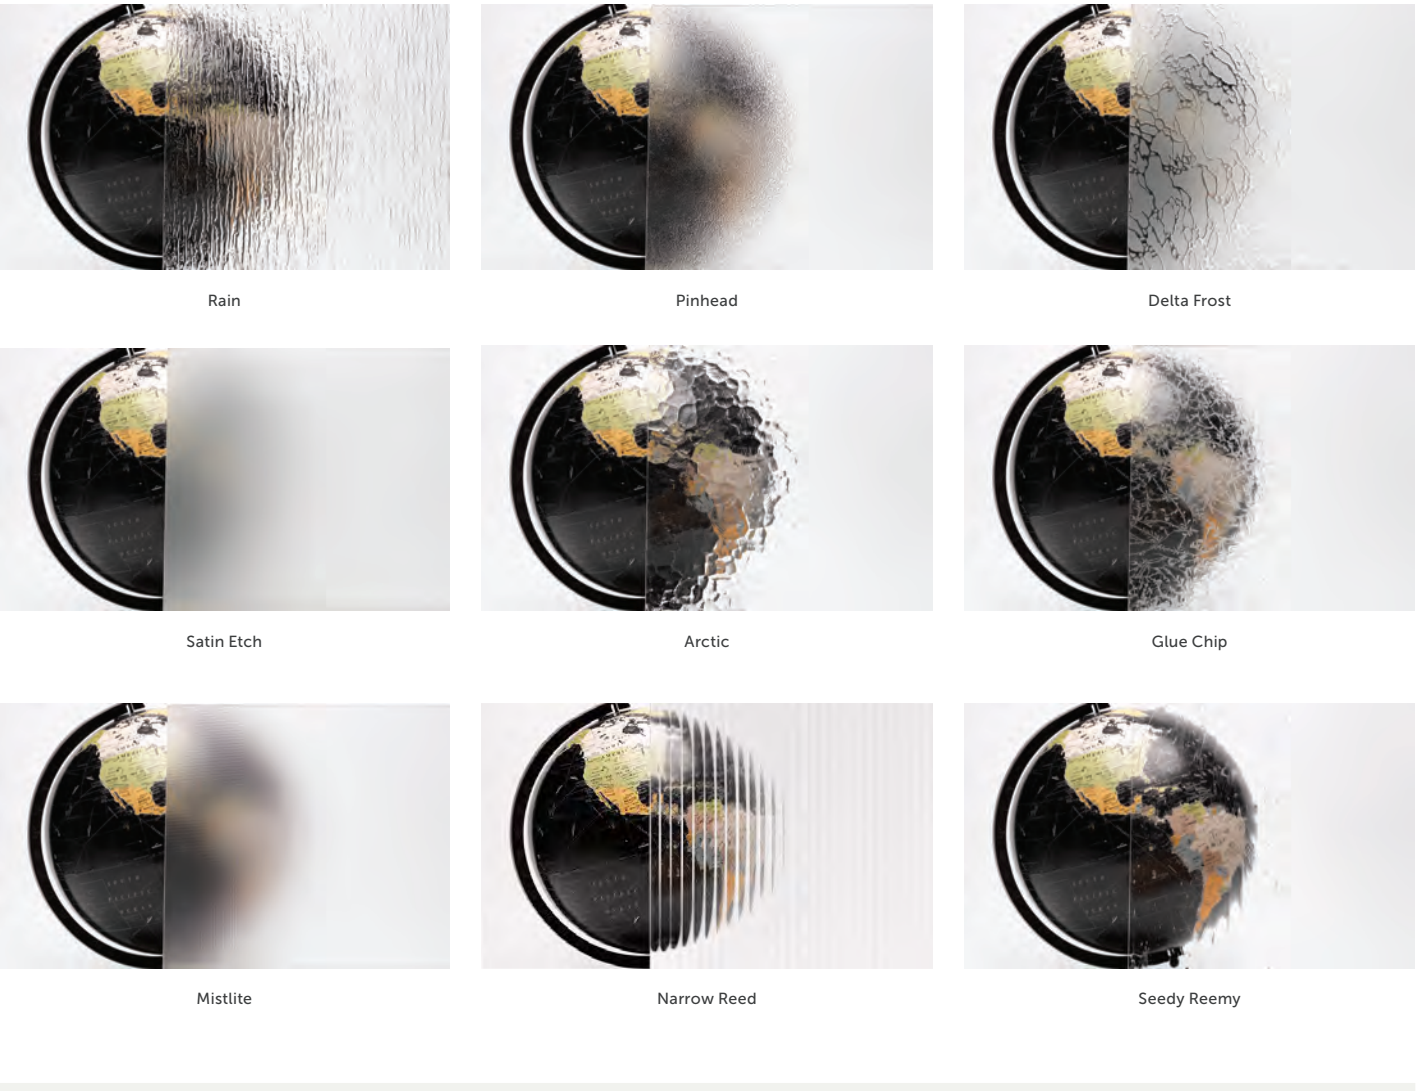 Rain
Pinhead
Delta Frost
Satin Etch
Arctic
Glue Chip
Mistlite
Narrow Reed
Seedy Reemy